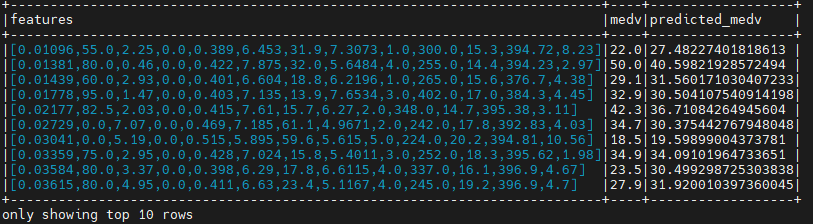 +--------------------------------------------------------------------------+----+------------------+
|features                                                                  |medv|predicted_medv    |
+--------------------------------------------------------------------------+----+------------------+
|[0.01096,55.0,2.25,0.0,0.389,6.453,31.9,7.3073,1.0,300.0,15.3,394.72,8.23]|22.0|27.48227401818613 |
|[0.01381,80.0,0.46,0.0,0.422,7.875,32.0,5.6484,4.0,255.0,14.4,394.23,2.97]|50.0|40.59821928572494 |
|[0.01439,60.0,2.93,0.0,0.401,6.604,18.8,6.2196,1.0,265.0,15.6,376.7,4.38] |29.1|31.560171030407233|
|[0.01778,95.0,1.47,0.0,0.403,7.135,13.9,7.6534,3.0,402.0,17.0,384.3,4.45] |32.9|30.504107540914198|
|[0.02177,82.5,2.03,0.0,0.415,7.61,15.7,6.27,2.0,348.0,14.7,395.38,3.11]   |42.3|36.71084264945604 |
|[0.02729,0.0,7.07,0.0,0.469,7.185,61.1,4.9671,2.0,242.0,17.8,392.83,4.03] |34.7|30.375442767948048|
|[0.03041,0.0,5.19,0.0,0.515,5.895,59.6,5.615,5.0,224.0,20.2,394.81,10.56] |18.5|19.59899004373781 |
|[0.03359,75.0,2.95,0.0,0.428,7.024,15.8,5.4011,3.0,252.0,18.3,395.62,1.98]|34.9|34.09101964733651 |
|[0.03584,80.0,3.37,0.0,0.398,6.29,17.8,6.6115,4.0,337.0,16.1,396.9,4.67]  |23.5|30.499298725303838|
|[0.03615,80.0,4.95,0.0,0.411,6.63,23.4,5.1167,4.0,245.0,19.2,396.9,4.7]   |27.9|31.920010397360045|
+--------------------------------------------------------------------------+----+------------------+
only showing top 10 rows